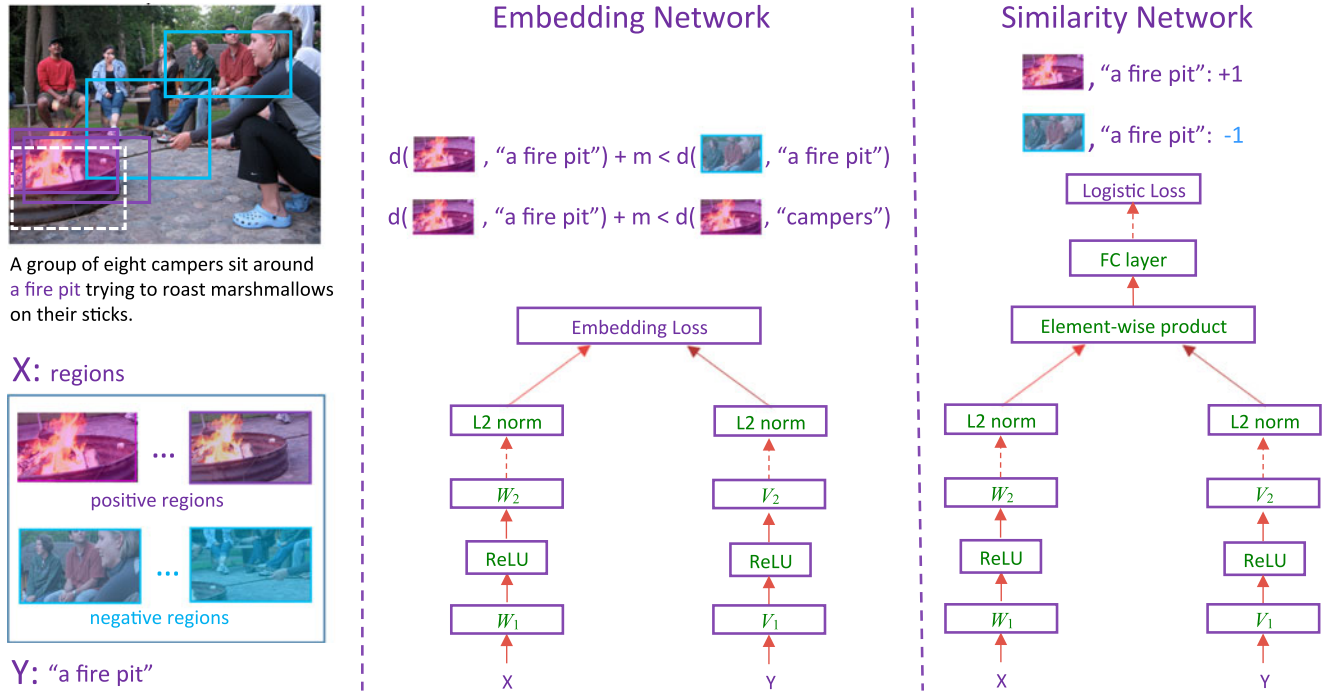 A group of eight campers sit around
a fire pit trying to roast marshmallows
on their sticks.
X: regions
...
positive regions
...
negative regions
Y: “a fire pit”
Embedding Network
d( , “a fire pit”) + m < d( , “a fire pit”)
d( , “a fire pit”) + m < d( , “campers”)
Embedding Loss
L2 norm L2 norm
W2 V2
ReLU ReLU
W1 V1
X Y
Similarity Network
, “a fire pit”: +1
, “a fire pit”: -1
Logistic Loss
FC layer
Element-wise product
L2 norm L2 norm
W2 V2
ReLU ReLU
W1 V1
X Y